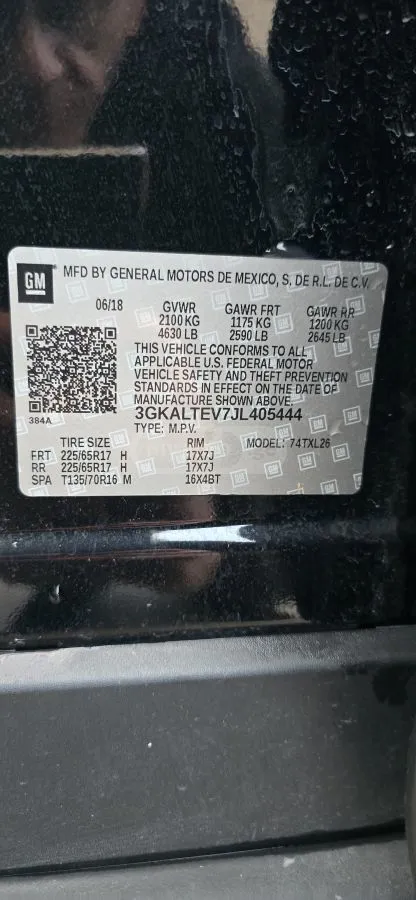 GM MFD BY GENERAL MOTORS DE MEXICO, S. DE R.L. DE C.V.
06/18 GVWR GAWR FRT GAWR RR
2100 KG 1175 KG 1200 KG
4630 LB 2590 LB 2645 LB
THIS VEHICLE CONFORMS TO ALL
APPLICABLE U.S. FEDERAL MOTOR
VEHICLE SAFETY AND THEFT PREVENTION
STANDARDS IN EFFECT ON THE DATE OF
MANUFACTURE SHOWN ABOVE.
384A 3GKALTEV7JL405444
TYPE: M.P.V.
TIRE SIZE RIM MODEL: 74TXL26
FRT 225/65R17 H 17X7J
RR 225/65R17 H 17X7J
SPA T135/70R16 M 16X4BT